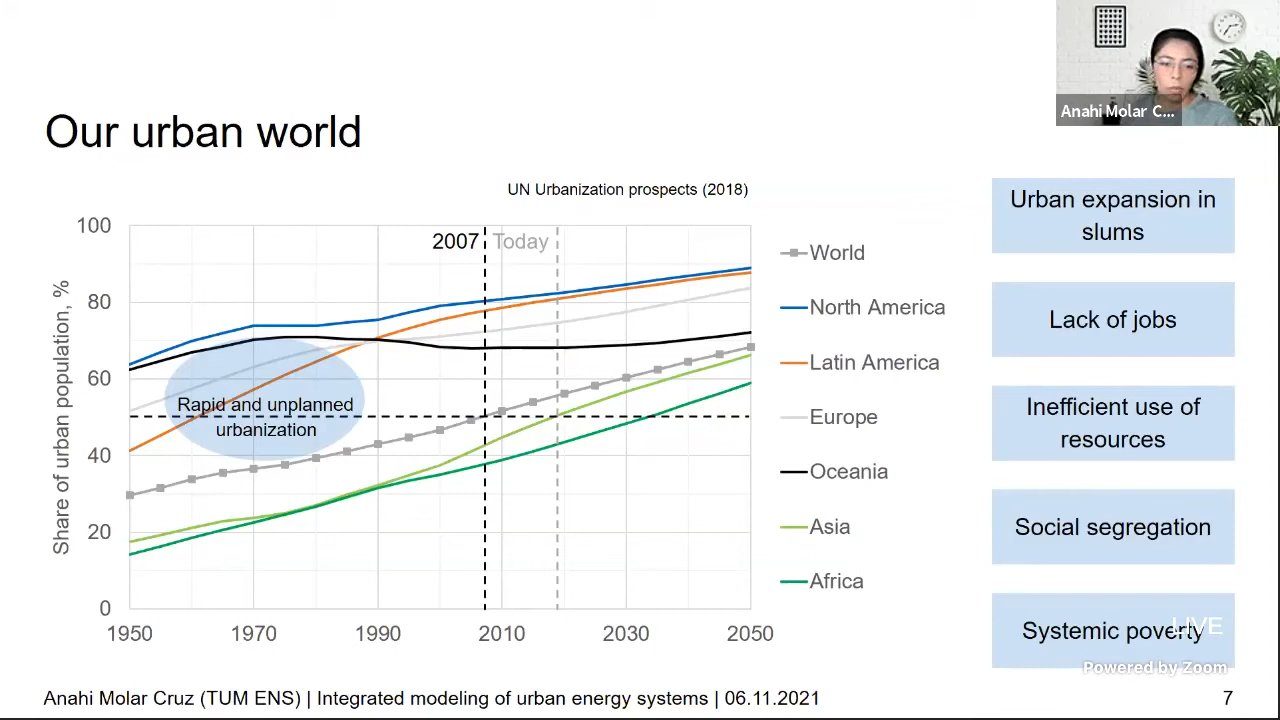 Anahi Molar C...
Our urban world
UN Urbanization prospects (2018)
Share of urban population, %
100
80
60
40
20
0
1950
1970
1990
2010
2030
2050
2007
Today
Rapid and unplanned
urbanization
World
North America
Latin America
Europe
Oceania
Asia
Africa
Urban expansion in
slums
Lack of jobs
Inefficient use of
resources
Social segregation
Systemic poverty
LIVE
Powered by Zoom
Anahi Molar Cruz (TUM ENS) | Integrated modeling of urban energy systems | 06.11.2021
7